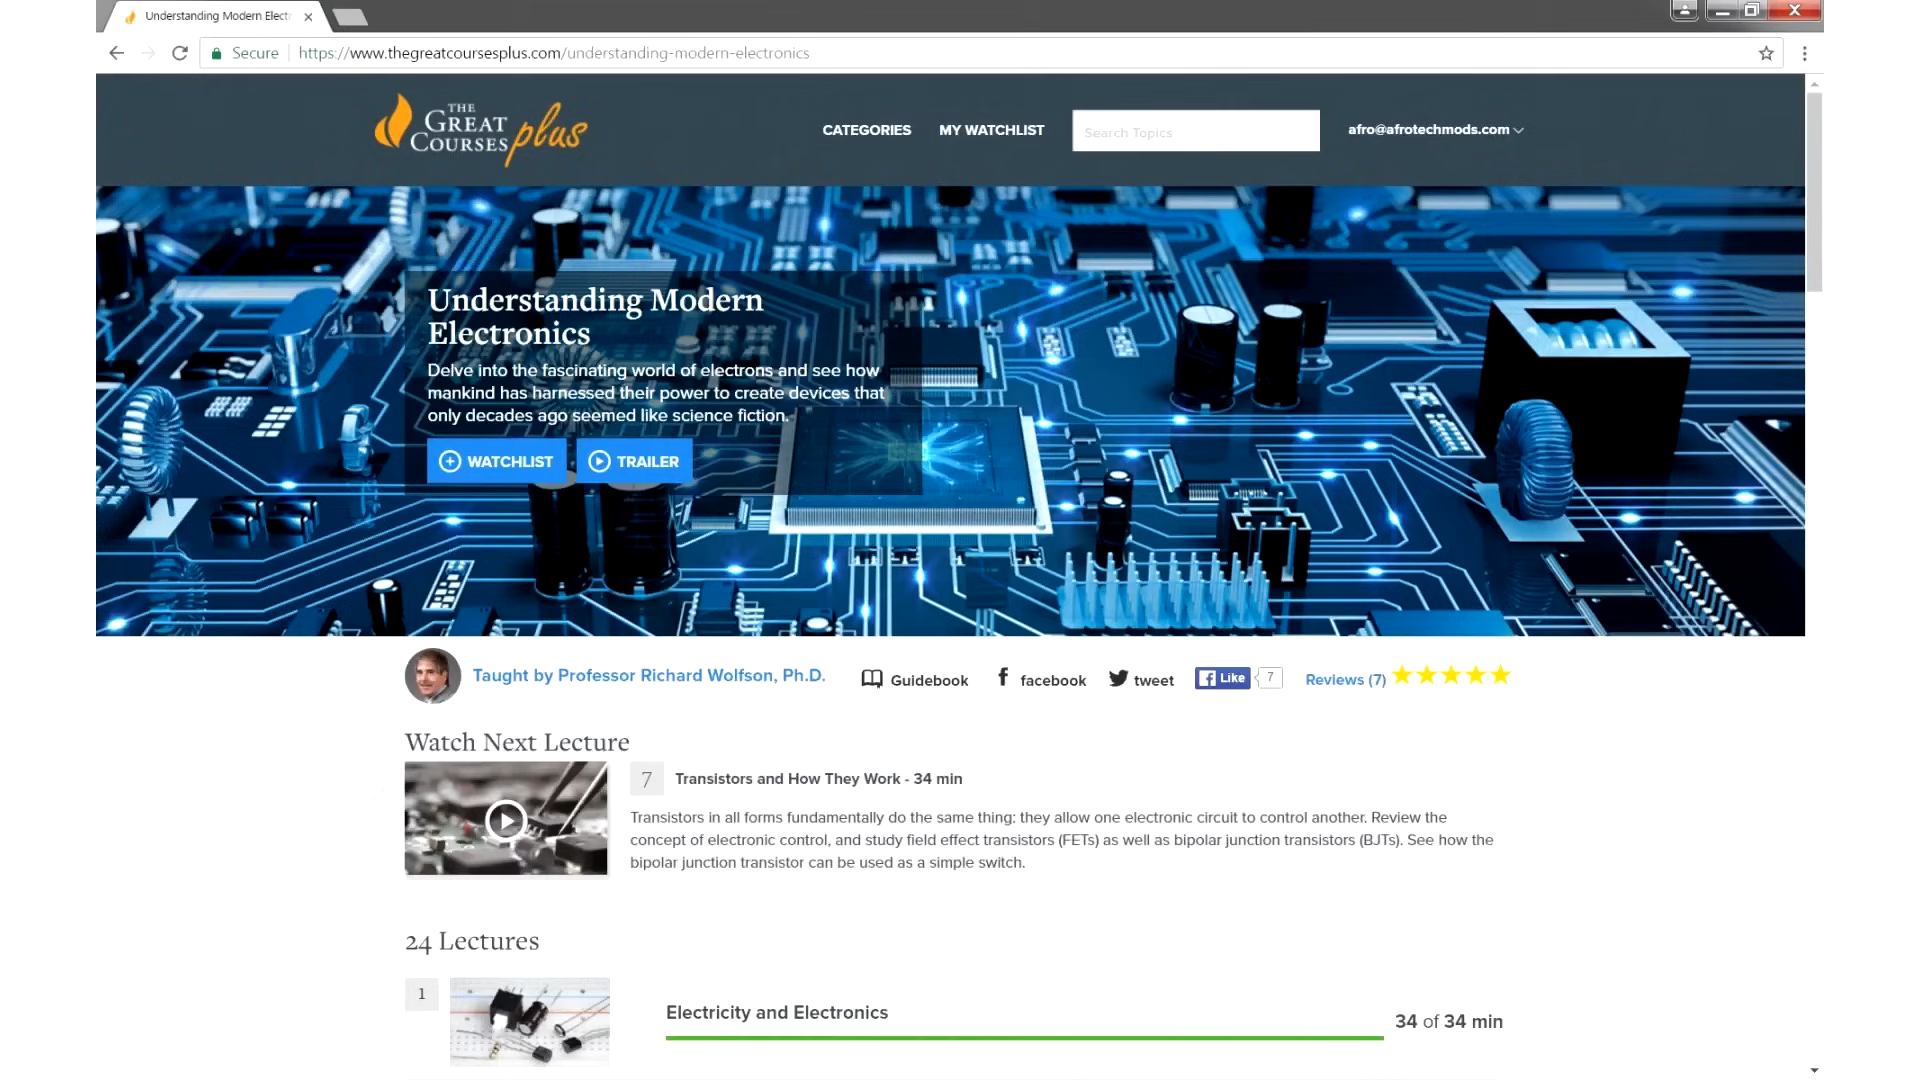 Understanding Modern Electr
Secure https://www.thegreatcoursesplus.com/understanding-modern-electronics
THE
GREAT
COURSES plus
CATEGORIES
MY WATCHLIST
Search Topics
afro@afrotechmods.com
Understanding Modern
Electronics
Delve into the fascinating world of electrons and see how
mankind has harnessed their power to create devices that
only decades ago seemed like science fiction.
WATCHLIST
TRAILER
Taught by Professor Richard Wolfson, Ph.D.
Guidebook
facebook
tweet
Like
7
Reviews (7)
Watch Next Lecture
7
Transistors and How They Work - 34 min
Transistors in all forms fundamentally do the same thing: they allow one electronic circuit to control another. Review the
concept of electronic control, and study field effect transistors (FETs) as well as bipolar junction transistors (BJTs). See how the
bipolar junction transistor can be used as a simple switch.
24 Lectures
1
Electricity and Electronics
34 of 34 min